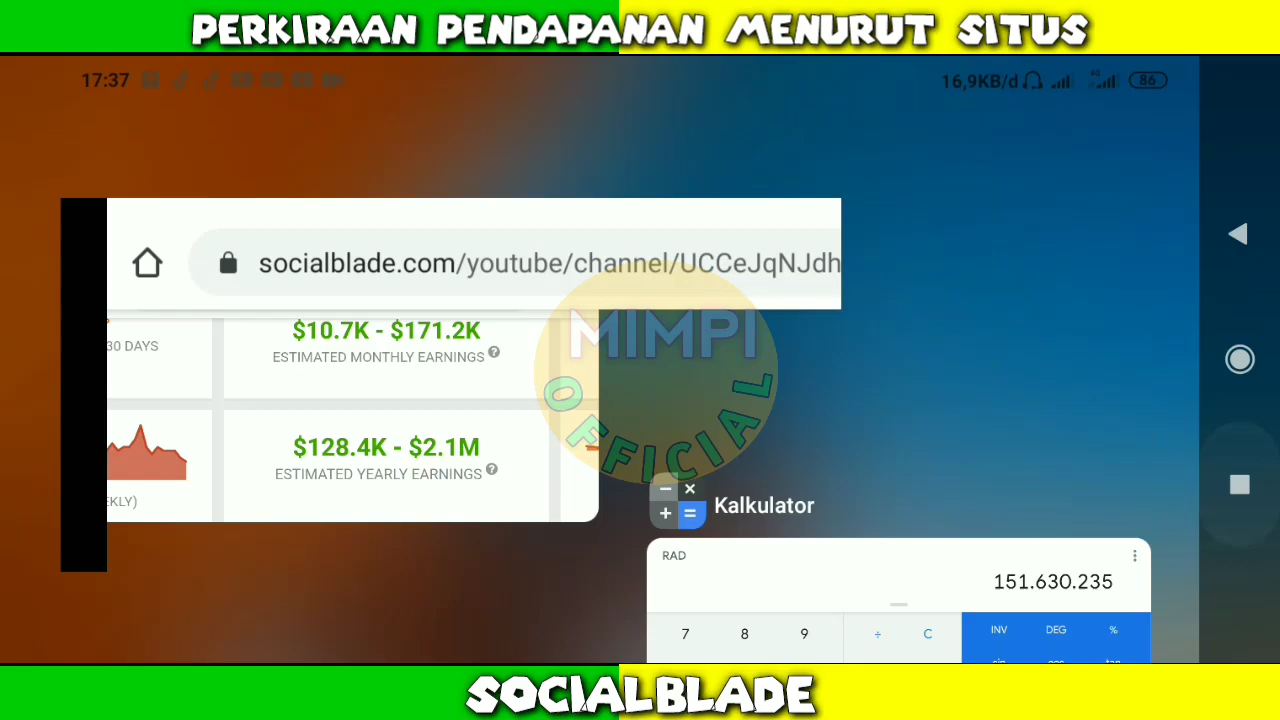 PERKIRAAN PENDAPANAN MENURUT SITUS
17:37
16,9KB/d
4G
86
socialblade.com/youtube/channel/UCCeJqNJdh
$10.7K - $171.2K
30 DAYS
ESTIMATED MONTHLY EARNINGS ?
MIMPI
OFFICIAL
$128.4K - $2.1M
ESTIMATED YEARLY EARNINGS ?
EKLY)
− ×
+ =
Kalkulator
RAD
151.630.235
7 8 9 ÷ C INV DEG %
SOCIALBLADE